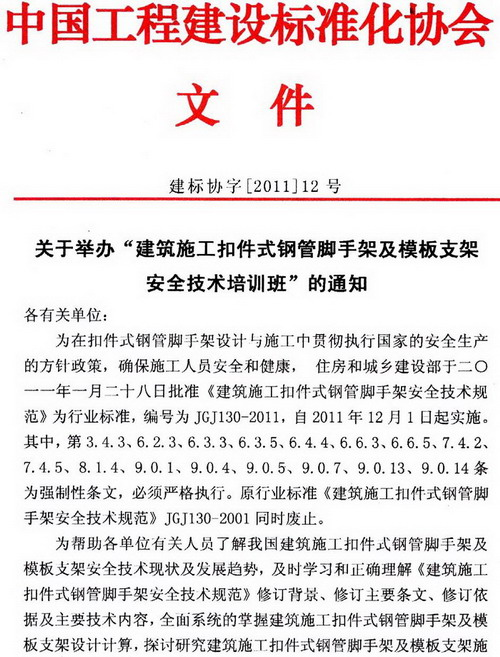 中国工程建设标准化协会
文 件
建标协字[2011]12 号
关于举办“建筑施工扣件式钢管脚手架及模板支架
安全技术培训班”的通知
各有关单位：
为在扣件式钢管脚手架设计与施工中贯彻执行国家的安全生产
的方针政策，确保施工人员安全和健康， 住房和城乡建设部于二〇
一一年一月二十八日批准《建筑施工扣件式钢管脚手架安全技术规
范》为行业标准，编号为 JGJ130-2011，自 2011 年 12 月 1 日起实施。
其中，第 3.4.3，6.2.3，6.3.3，6.3.5，6.4.4，6.6.3，6.6.5，7.4.2，
7.4.5，8.1.4，9.0.1，9.0.4，9.0.5，9.0.7，9.0.13，9.0.14 条
为强制性条文，必须严格执行。原行业标准《建筑施工扣件式钢管脚
手架安全技术规范》JGJ130-2001 同时废止。
为帮助各单位有关人员了解我国建筑施工扣件式钢管脚手架及
模板支架安全技术现状及发展趋势，及时学习和正确理解《建筑施工
扣件式钢管脚手架安全技术规范》修订背景、修订主要条文、修订依
据及主要技术内容，全面系统的掌握建筑施工扣件式钢管脚手架及模
板支架设计计算，探讨研究建筑施工扣件式钢管脚手架及模板支架施